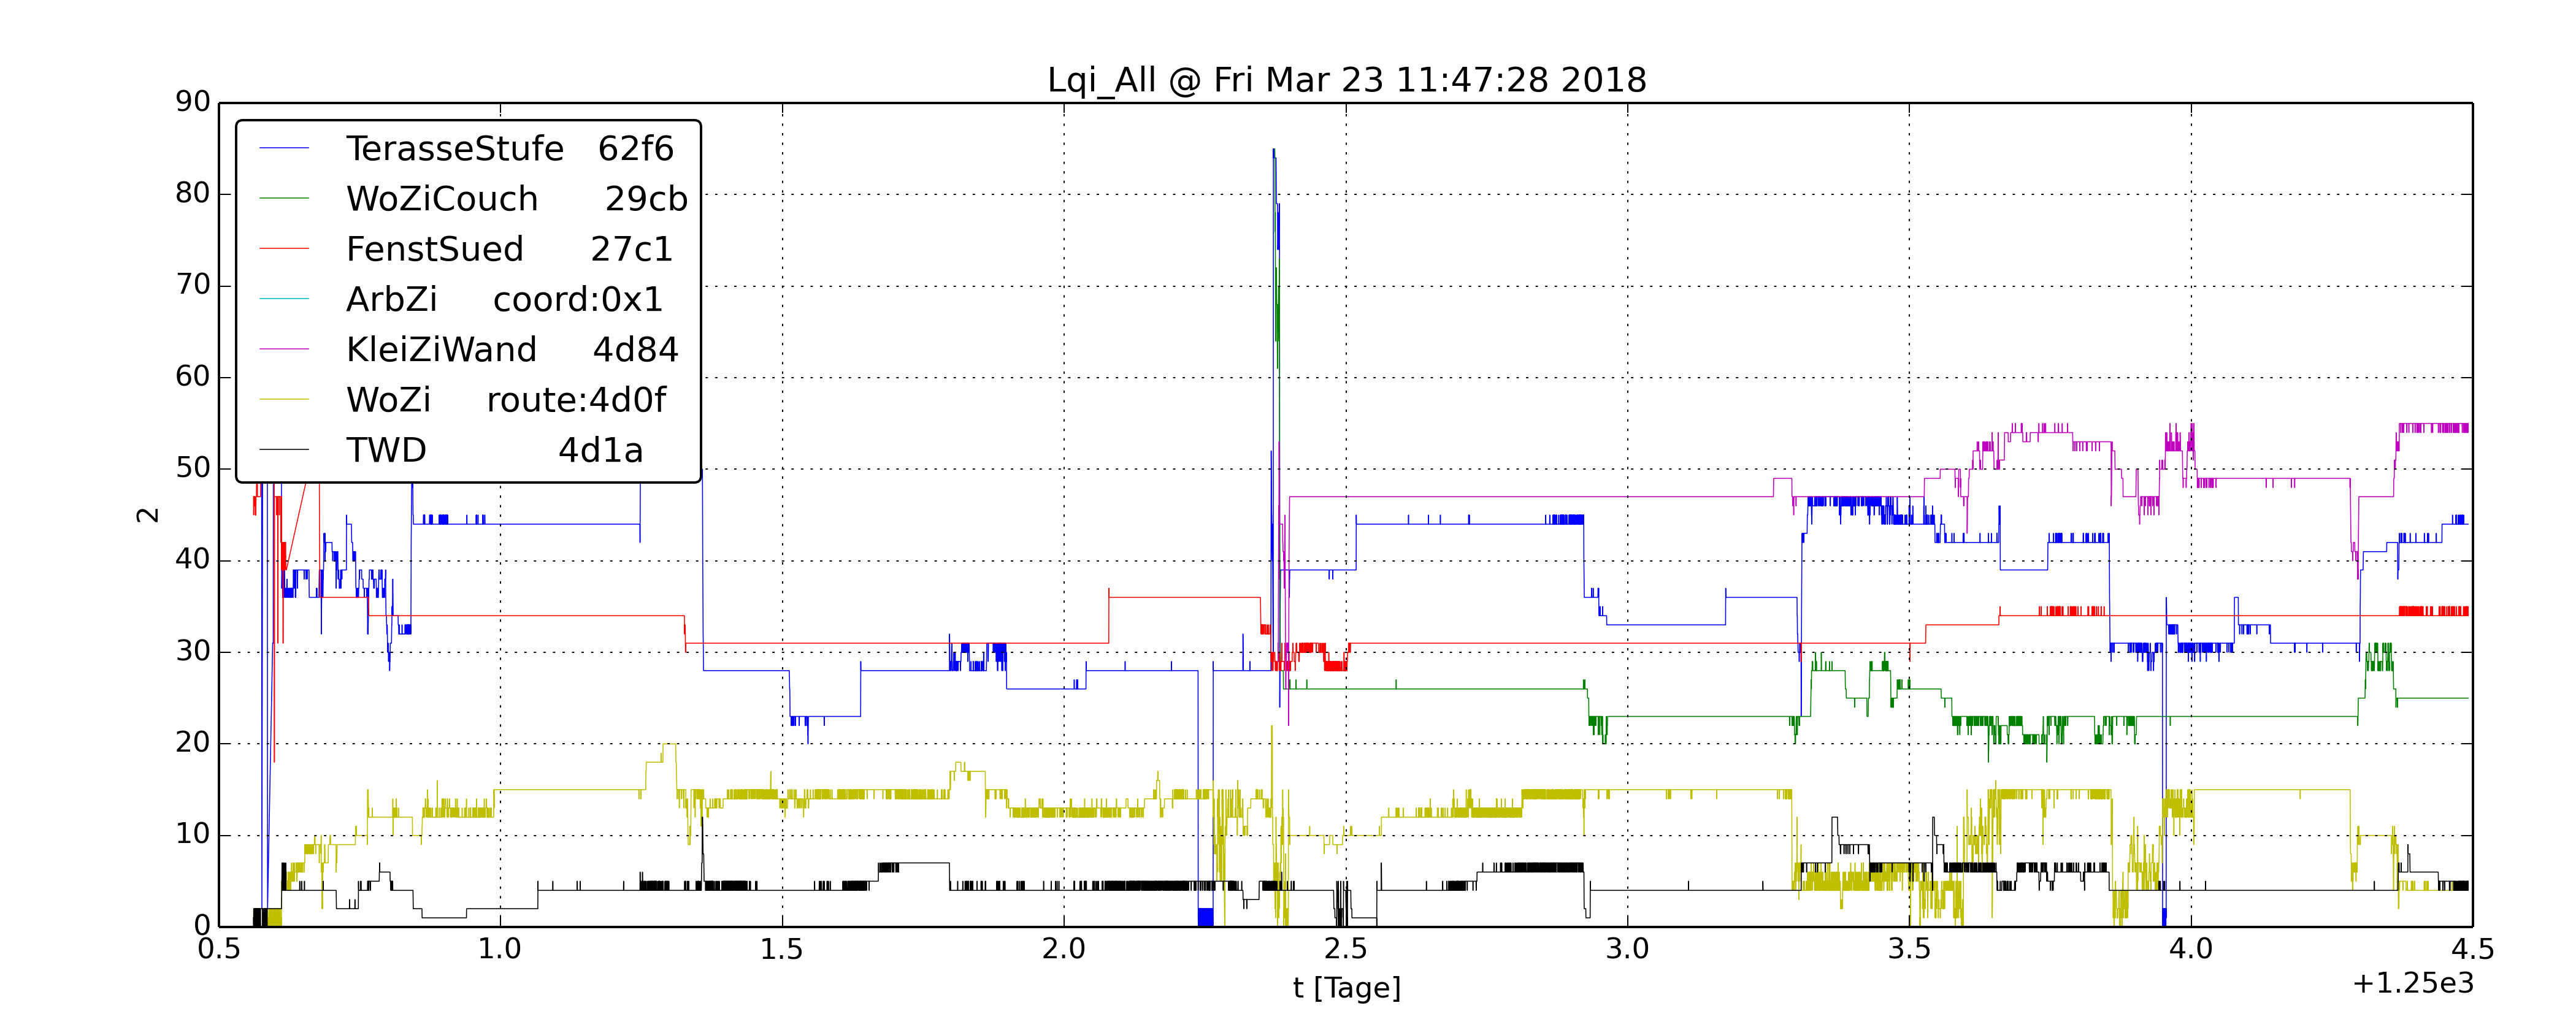 Lqi_All @ Fri Mar 23 11:47:28 2018
90
80
70
60
50
40
30
20
10
0
2
TerasseStufe 62f6
WoZiCouch 29cb
FenstSued 27c1
ArbZi coord:0x1
KleiZiWand 4d84
WoZi route:4d0f
TWD 4d1a
0.5 1.0 1.5 2.0 2.5 3.0 3.5 4.0 4.5
+1.25e3
t [Tage]